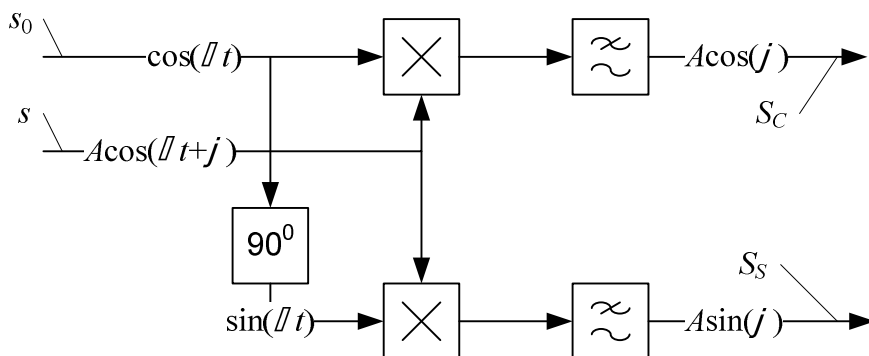 s0
cos(▯ t)
Acos(j)
SC
s
Acos(▯ t+j)
90⁰
SS
sin(▯ t)
Asin(j)